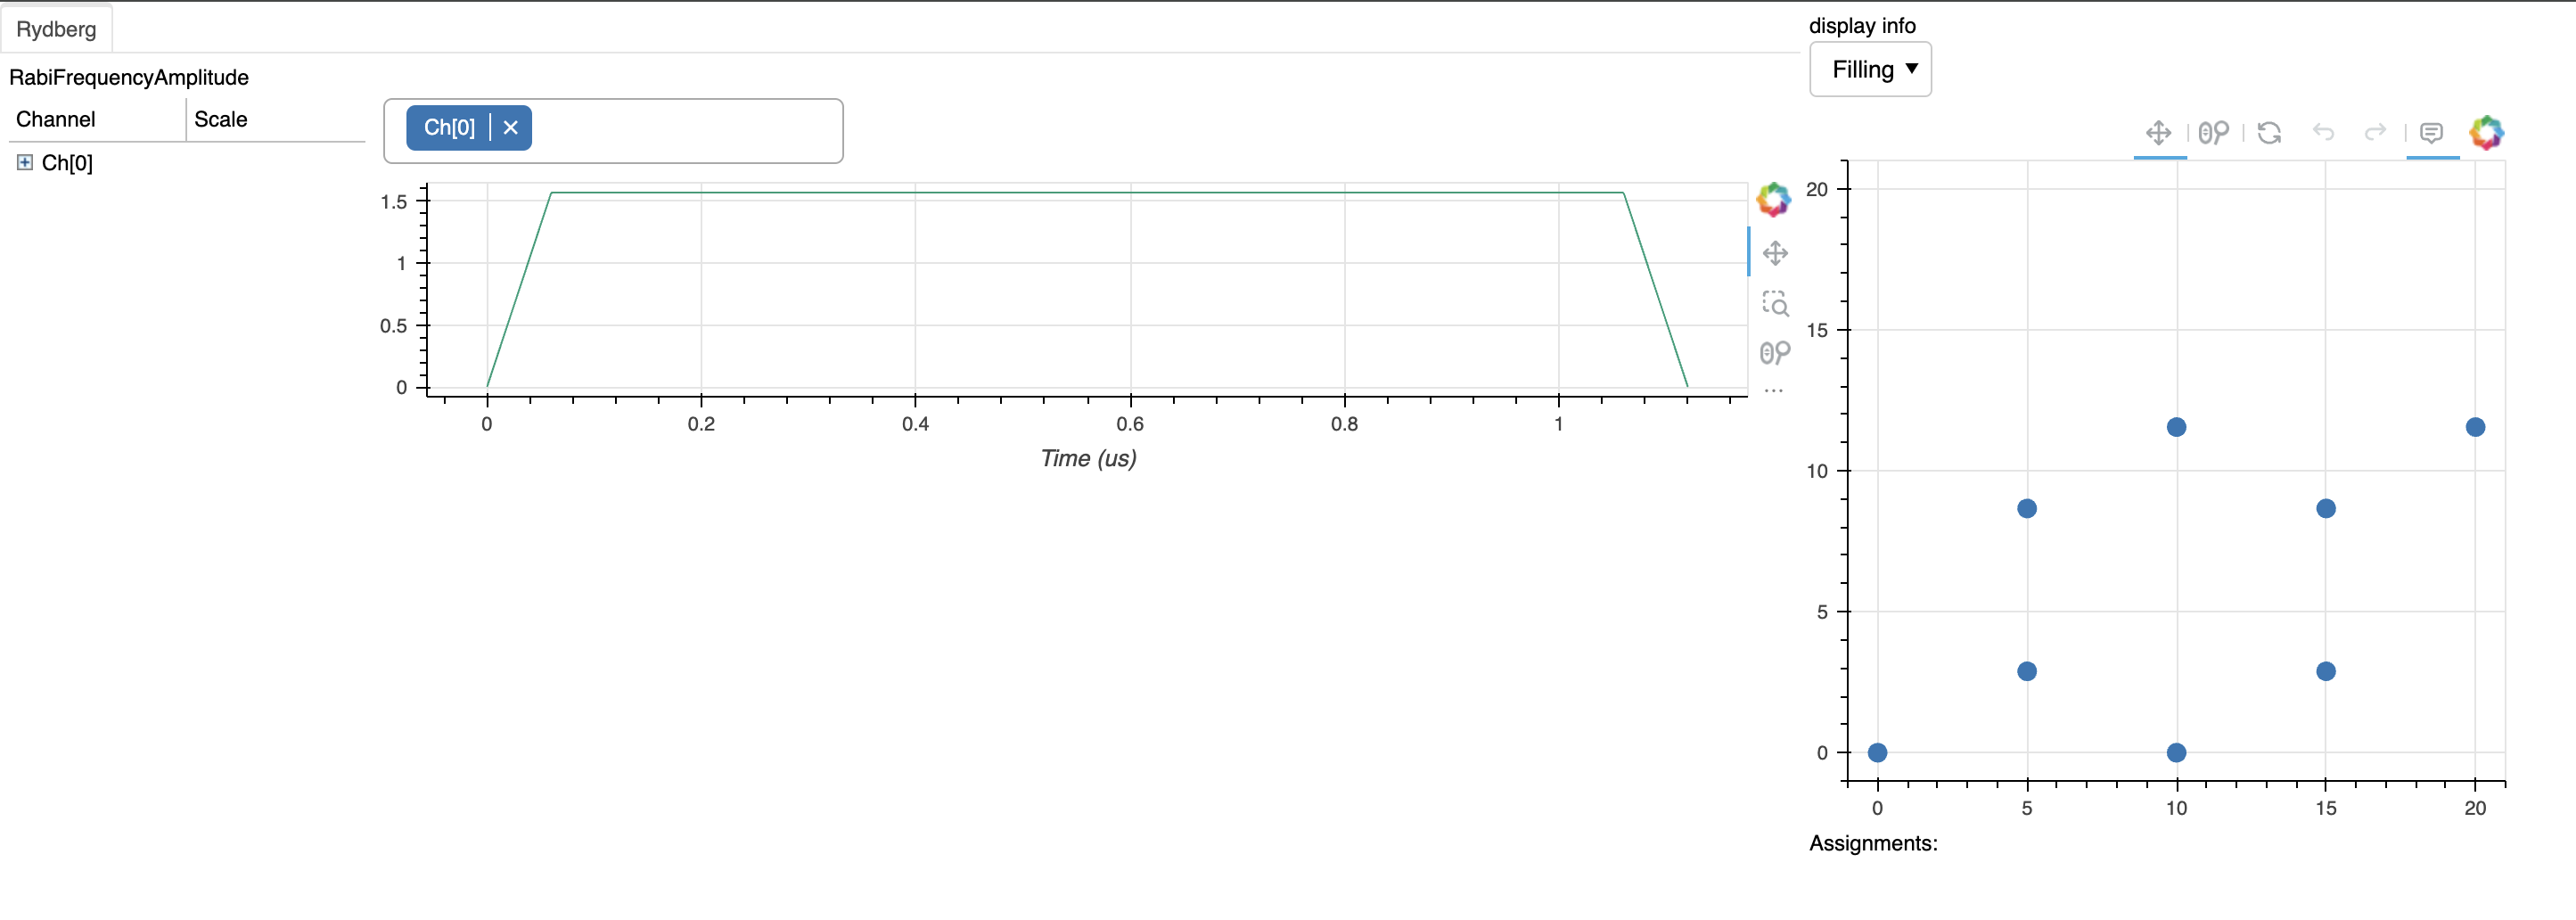 Rydberg
RabiFrequencyAmplitude
Channel Scale
Ch[0]
Ch[0]
1.5
1
0.5
0
0 0.2 0.4 0.6 0.8 1
Time (us)
display info
Filling
20
15
10
5
0
0 5 10 15 20
Assignments: